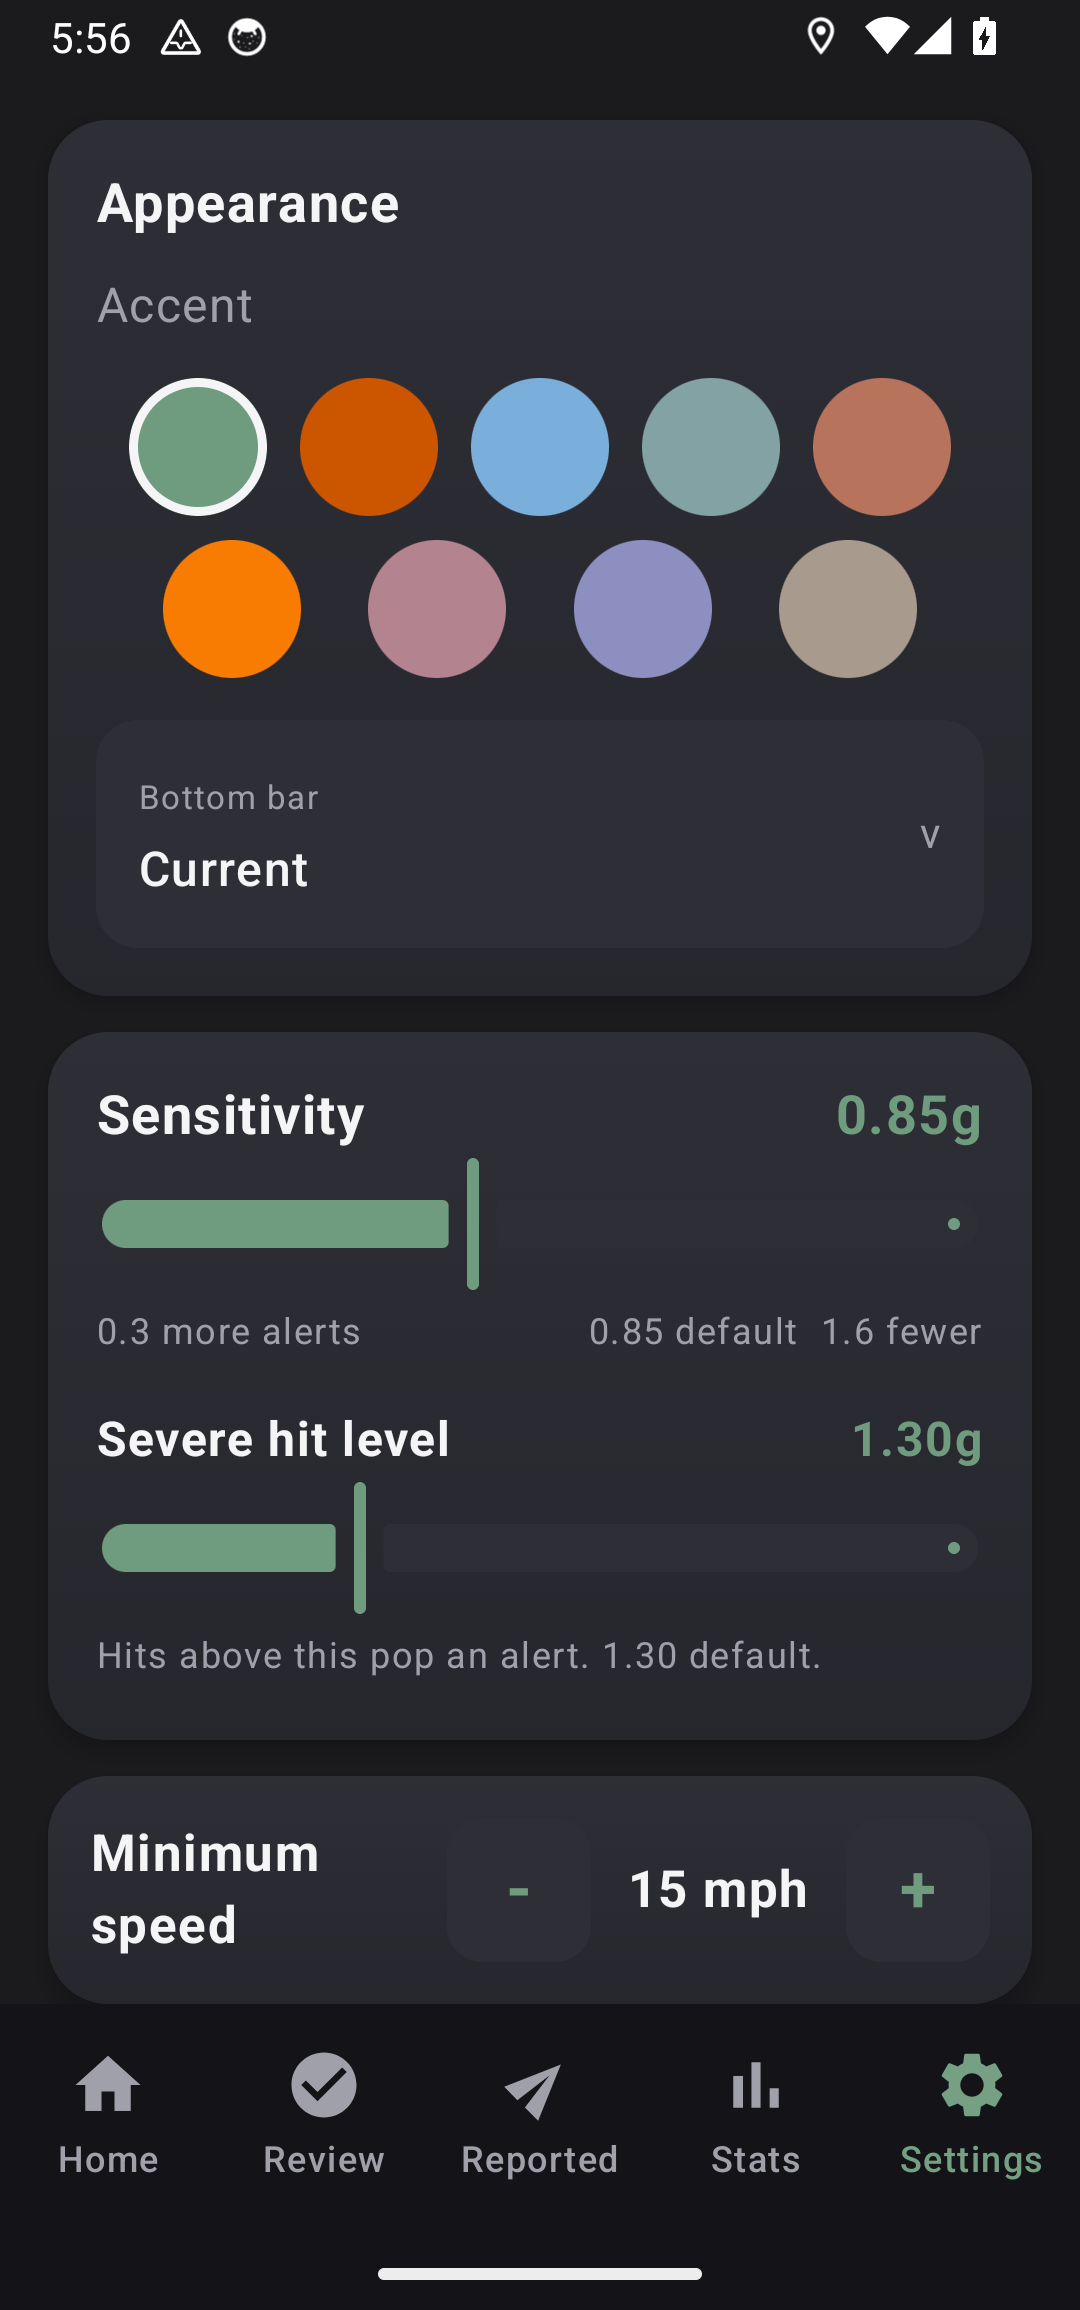 5:56
Appearance
Accent
Bottom bar
Current
v
Sensitivity 0.85g
0.3 more alerts 0.85 default 1.6 fewer
Severe hit level 1.30g
Hits above this pop an alert. 1.30 default.
Minimum
speed
- 15 mph +
Home Review Reported Stats Settings